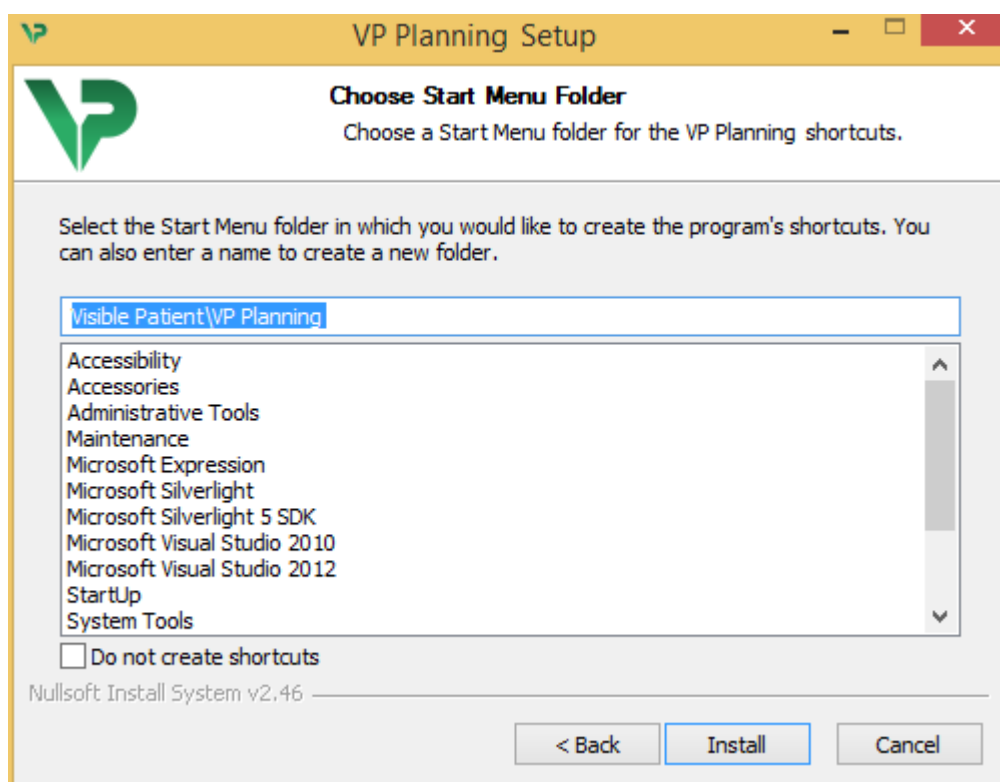 VP Planning Setup
Choose Start Menu Folder
Choose a Start Menu folder for the VP Planning shortcuts.
Select the Start Menu folder in which you would like to create the program's shortcuts. You
can also enter a name to create a new folder.
Visible Patient\VP Planning
Accessibility
Accessories
Administrative Tools
Maintenance
Microsoft Expression
Microsoft Silverlight
Microsoft Silverlight 5 SDK
Microsoft Visual Studio 2010
Microsoft Visual Studio 2012
StartUp
System Tools
Do not create shortcuts
Nullsoft Install System v2.46
< Back
Install
Cancel